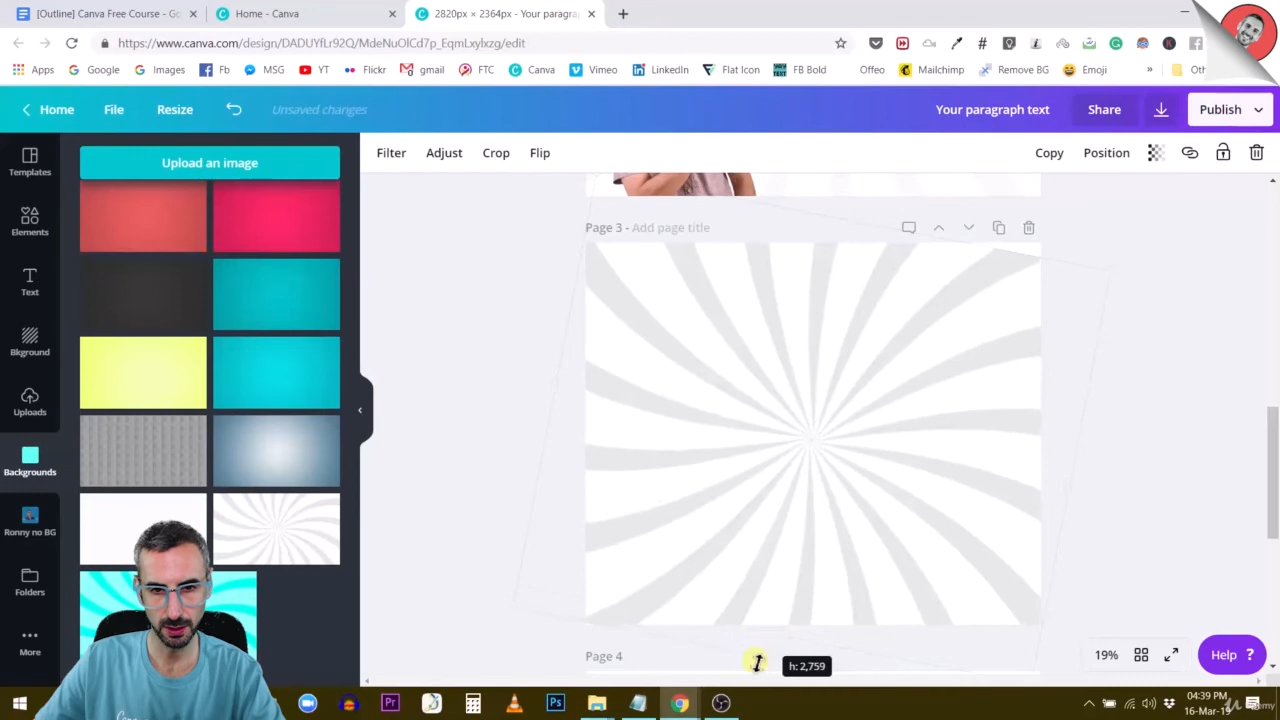 [Outline] Canva Free Course - Go
Home - Canva
2820px × 2364px - Your paragra
https://www.canva.com/design/DADUYfLr92Q/MdeNuOlCd7p_EqmLxylxzg/edit
Apps Google Images Fb MSG YT Flickr gmail FTC Canva Vimeo LinkedIn Flat Icon FB Bold Offeo Mailchimp Remove BG Emoji » Oth
Home File Resize Unsaved changes Your paragraph text Share Publish
Templates
Elements
Text
Bkground
Uploads
Backgrounds
Ronny no BG
Folders
More
Upload an image
Filter Adjust Crop Flip Copy Position
Page 3 - Add page title
Page 4
h: 2,759
19%
Help ?
04:39 PM
16-Mar-19
Udemy